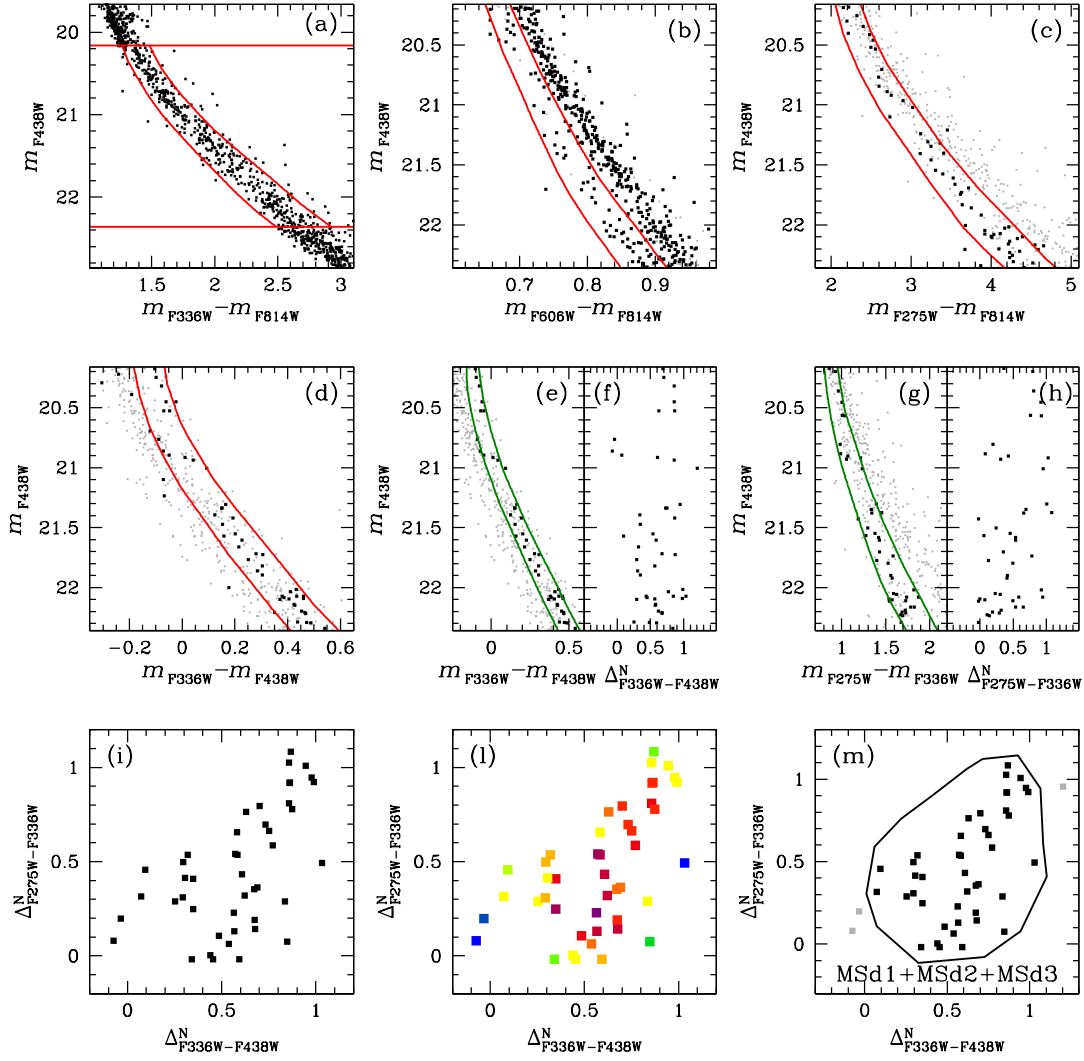 (a)
20
21
22
m F438W
1.5 2 2.5 3
m F336W − m F814W
(b)
20.5
21
21.5
22
m F438W
0.7 0.8 0.9
m F606W − m F814W
(c)
20.5
21
21.5
22
m F438W
2 3 4 5
m F275W − m F814W
(d)
20.5
21
21.5
22
m F438W
−0.2 0 0.2 0.4 0.6
m F336W − m F438W
(e) (f)
20.5
21
21.5
22
m F438W
0 0.5 0 0.5 1
m F336W − m F438W Δ N F336W−F438W
(g) (h)
20.5
21
21.5
22
m F438W
1 1.5 2 0 0.5 1
m F275W − m F336W Δ N F275W−F336W
(i)
1
0.5
0
Δ N F275W−F336W
0 0.5 1
Δ N F336W−F438W
(l)
1
0.5
0
Δ N F275W−F336W
0 0.5 1
Δ N F336W−F438W
(m)
1
0.5
0
Δ N F275W−F336W
MSd1+MSd2+MSd3
0 0.5 1
Δ N F336W−F438W